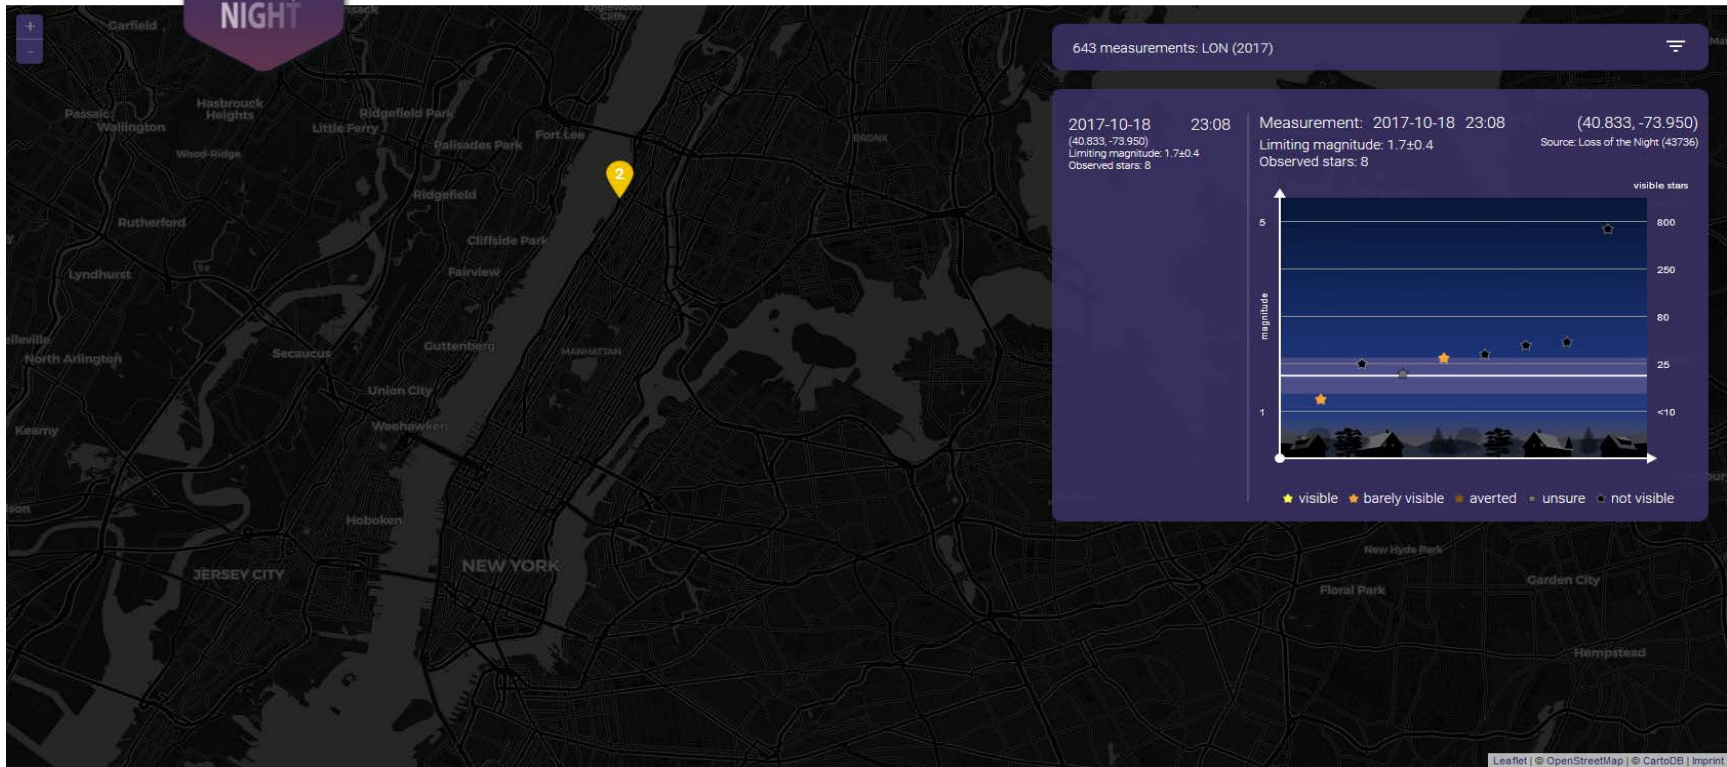 NIGHT
+
-
643 measurements: LON (2017)
2017-10-18 23:08
(40.833, -73.950)
Limiting magnitude: 1.7±0.4
Observed stars: 8
Measurement: 2017-10-18 23:08
(40.833, -73.950)
Limiting magnitude: 1.7±0.4
Source: Loss of the Night (43736)
Observed stars: 8
visible stars
5
800
250
magnitude
80
25
1
<10
visible
barely visible
averted
unsure
not visible
2
Garfield
Englewood
Cliffs
Passaic
Wallington
Hasbrouck
Heights
Ridgefield Park
Little Ferry
Palisades Park
Fort Lee
BRONX
Wood-Ridge
Ridgefield
Rutherford
Cliffside Park
Lyndhurst
Fairview
North Arlington
Secaucus
Guttenberg
MANHATTAN
Union City
Weehawken
Kearny
Hoboken
NEW YORK
JERSEY CITY
New Hyde Park
Garden City
Floral Park
Hempstead
Leaflet | © OpenStreetMap | © CartoDB | Imprint